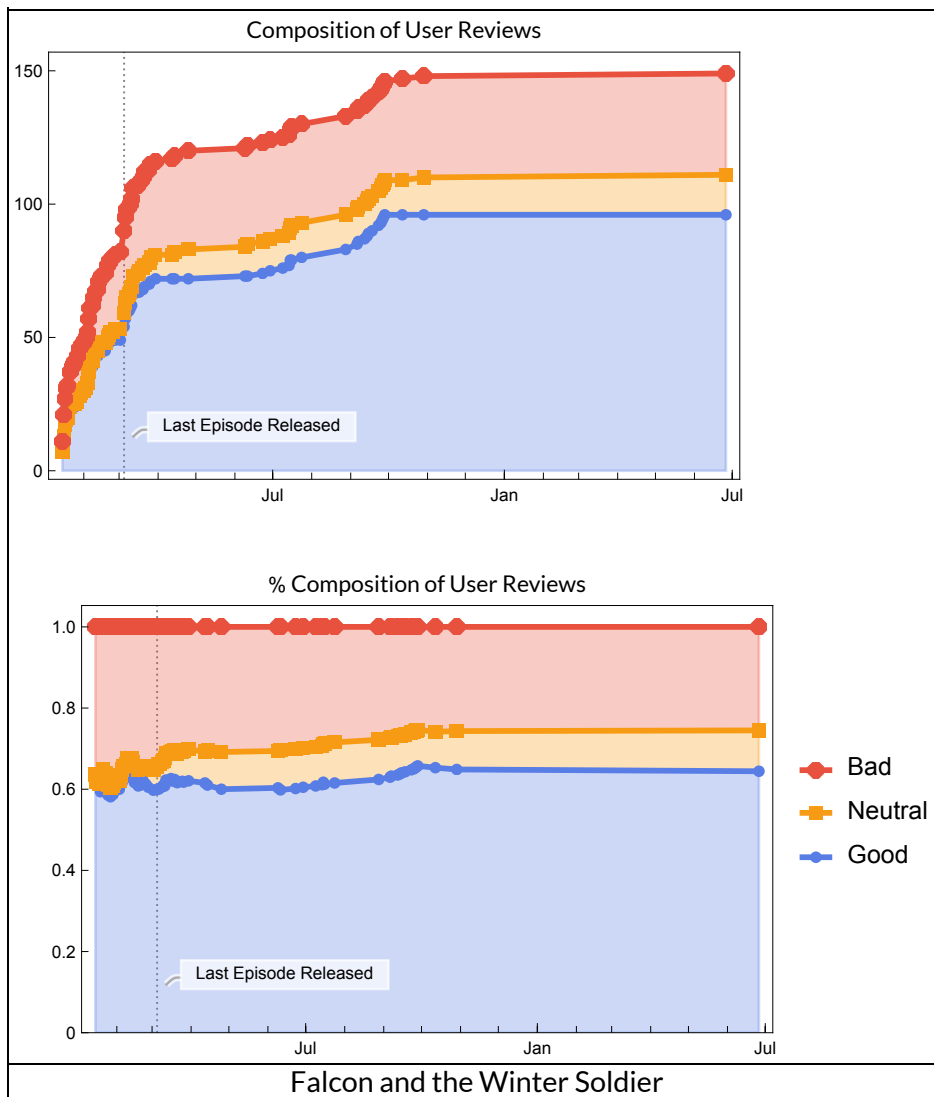 Composition of User Reviews
150
100
50
0
Last Episode Released
Jul
Jan
Jul
% Composition of User Reviews
1.0
0.8
0.6
0.4
0.2
0
Last Episode Released
Jul
Jan
Jul
Bad
Neutral
Good
Falcon and the Winter Soldier